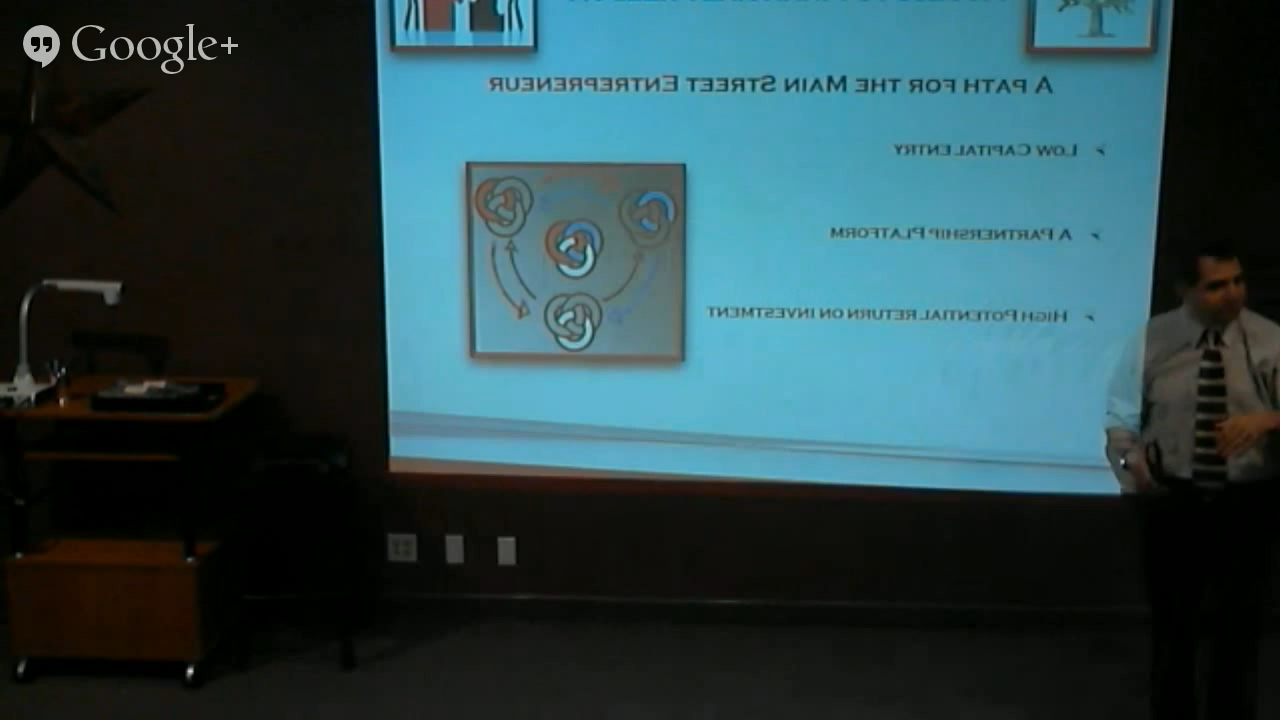 Google+
A PATH FOR THE MAIN STREET ENTREPRENEUR
LOW CAPITAL ENTRY
A PARTNERSHIP PLATFORM
HIGH POTENTIAL RETURN ON INVESTMENT